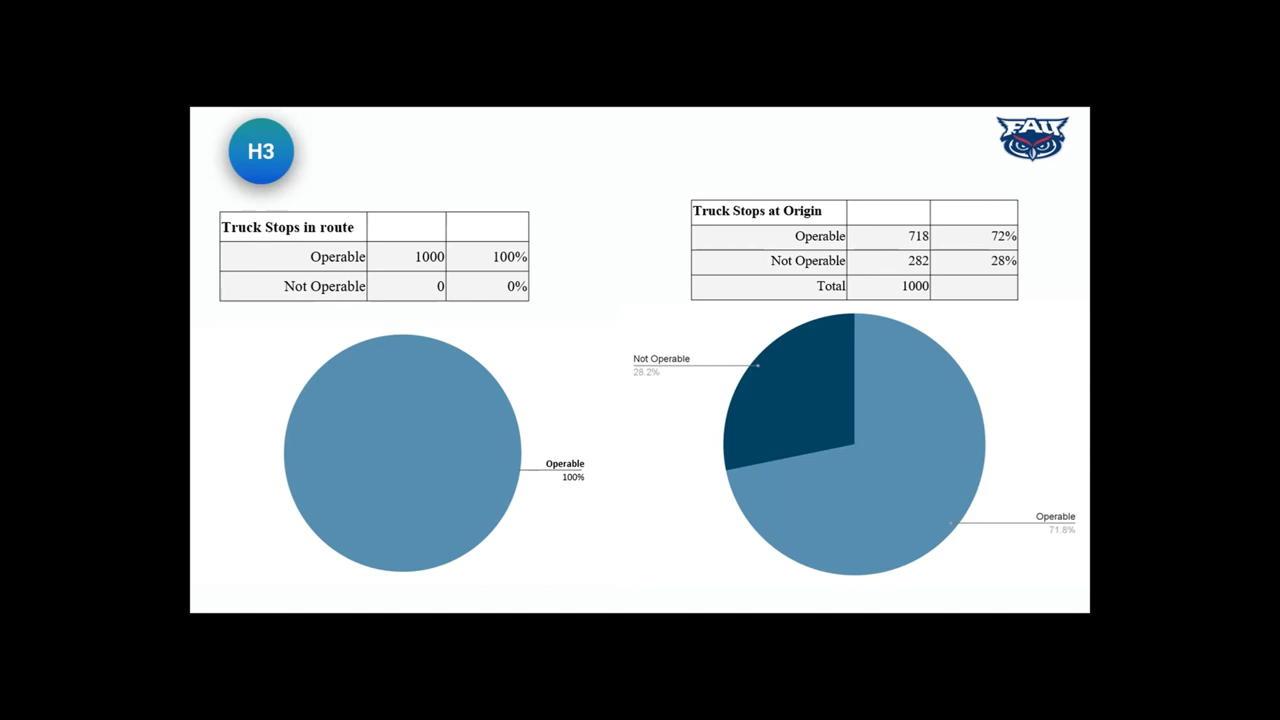 H3
FAU
Truck Stops in route
Operable 1000 100%
Not Operable 0 0%
Truck Stops at Origin
Operable 718 72%
Not Operable 282 28%
Total 1000
Operable
100%
Not Operable
28.2%
Operable
71.8%